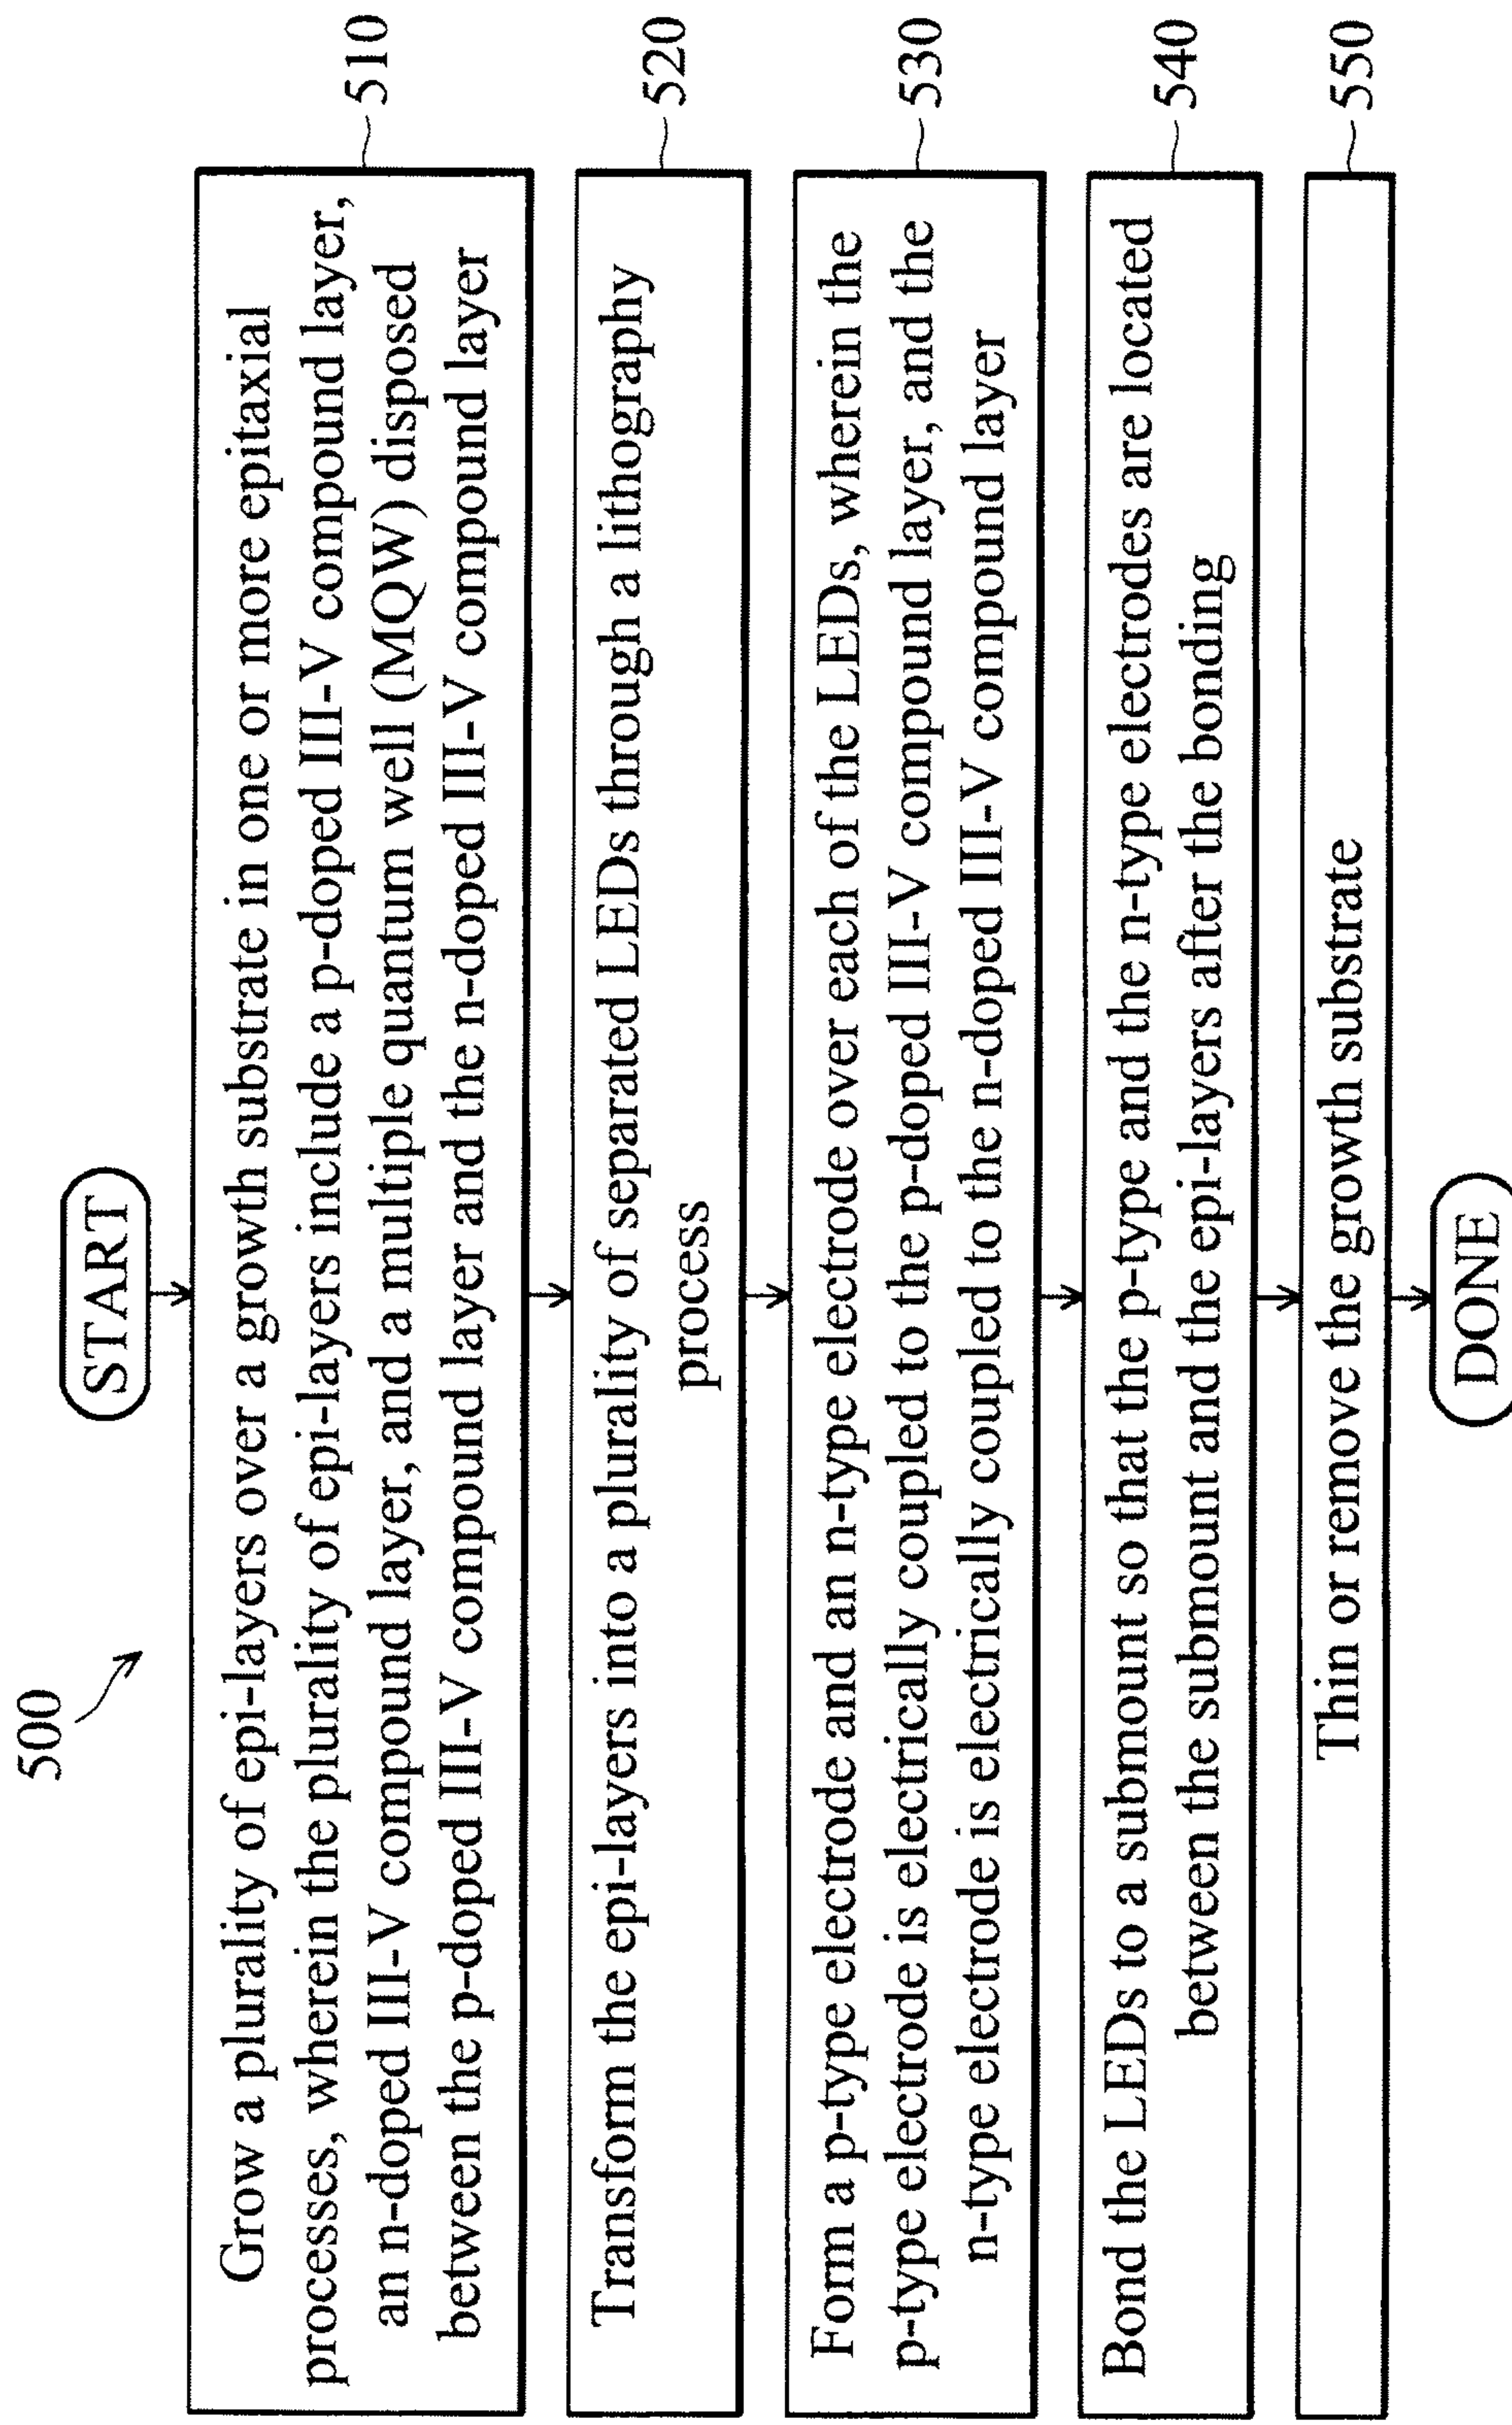 500
START
Grow a plurality of epi-layers over a growth substrate in one or more epitaxial
processes, wherein the plurality of epi-layers include a p-doped III-V compound layer,
an n-doped III-V compound layer, and a multiple quantum well (MQW) disposed
between the p-doped III-V compound layer and the n-doped III-V compound layer
510
Transform the epi-layers into a plurality of separated LEDs through a lithography
process
520
Form a p-type electrode and an n-type electrode over each of the LEDs, wherein the
p-type electrode is electrically coupled to the p-doped III-V compound layer, and the
n-type electrode is electrically coupled to the n-doped III-V compound layer
530
Bond the LEDs to a submount so that the p-type and the n-type electrodes are located
between the submount and the epi-layers after the bonding
540
Thin or remove the growth substrate
550
DONE